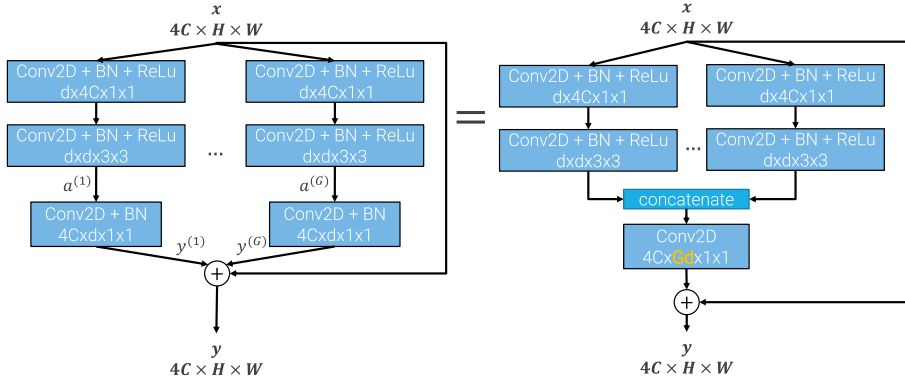 x
4C × H × W
Conv2D + BN + ReLu
dx4Cx1x1
Conv2D + BN + ReLu
dx4Cx1x1
Conv2D + BN + ReLu
dxdx3x3
...
Conv2D + BN + ReLu
dxdx3x3
a(1)
a(G)
Conv2D + BN
4Cxdx1x1
Conv2D + BN
4Cxdx1x1
y(1)
y(G)
+
y
4C × H × W
=
x
4C × H × W
Conv2D + BN + ReLu
dx4Cx1x1
Conv2D + BN + ReLu
dx4Cx1x1
Conv2D + BN + ReLu
dxdx3x3
...
Conv2D + BN + ReLu
dxdx3x3
concatenate
Conv2D
4CxGdx1x1
+
y
4C × H × W